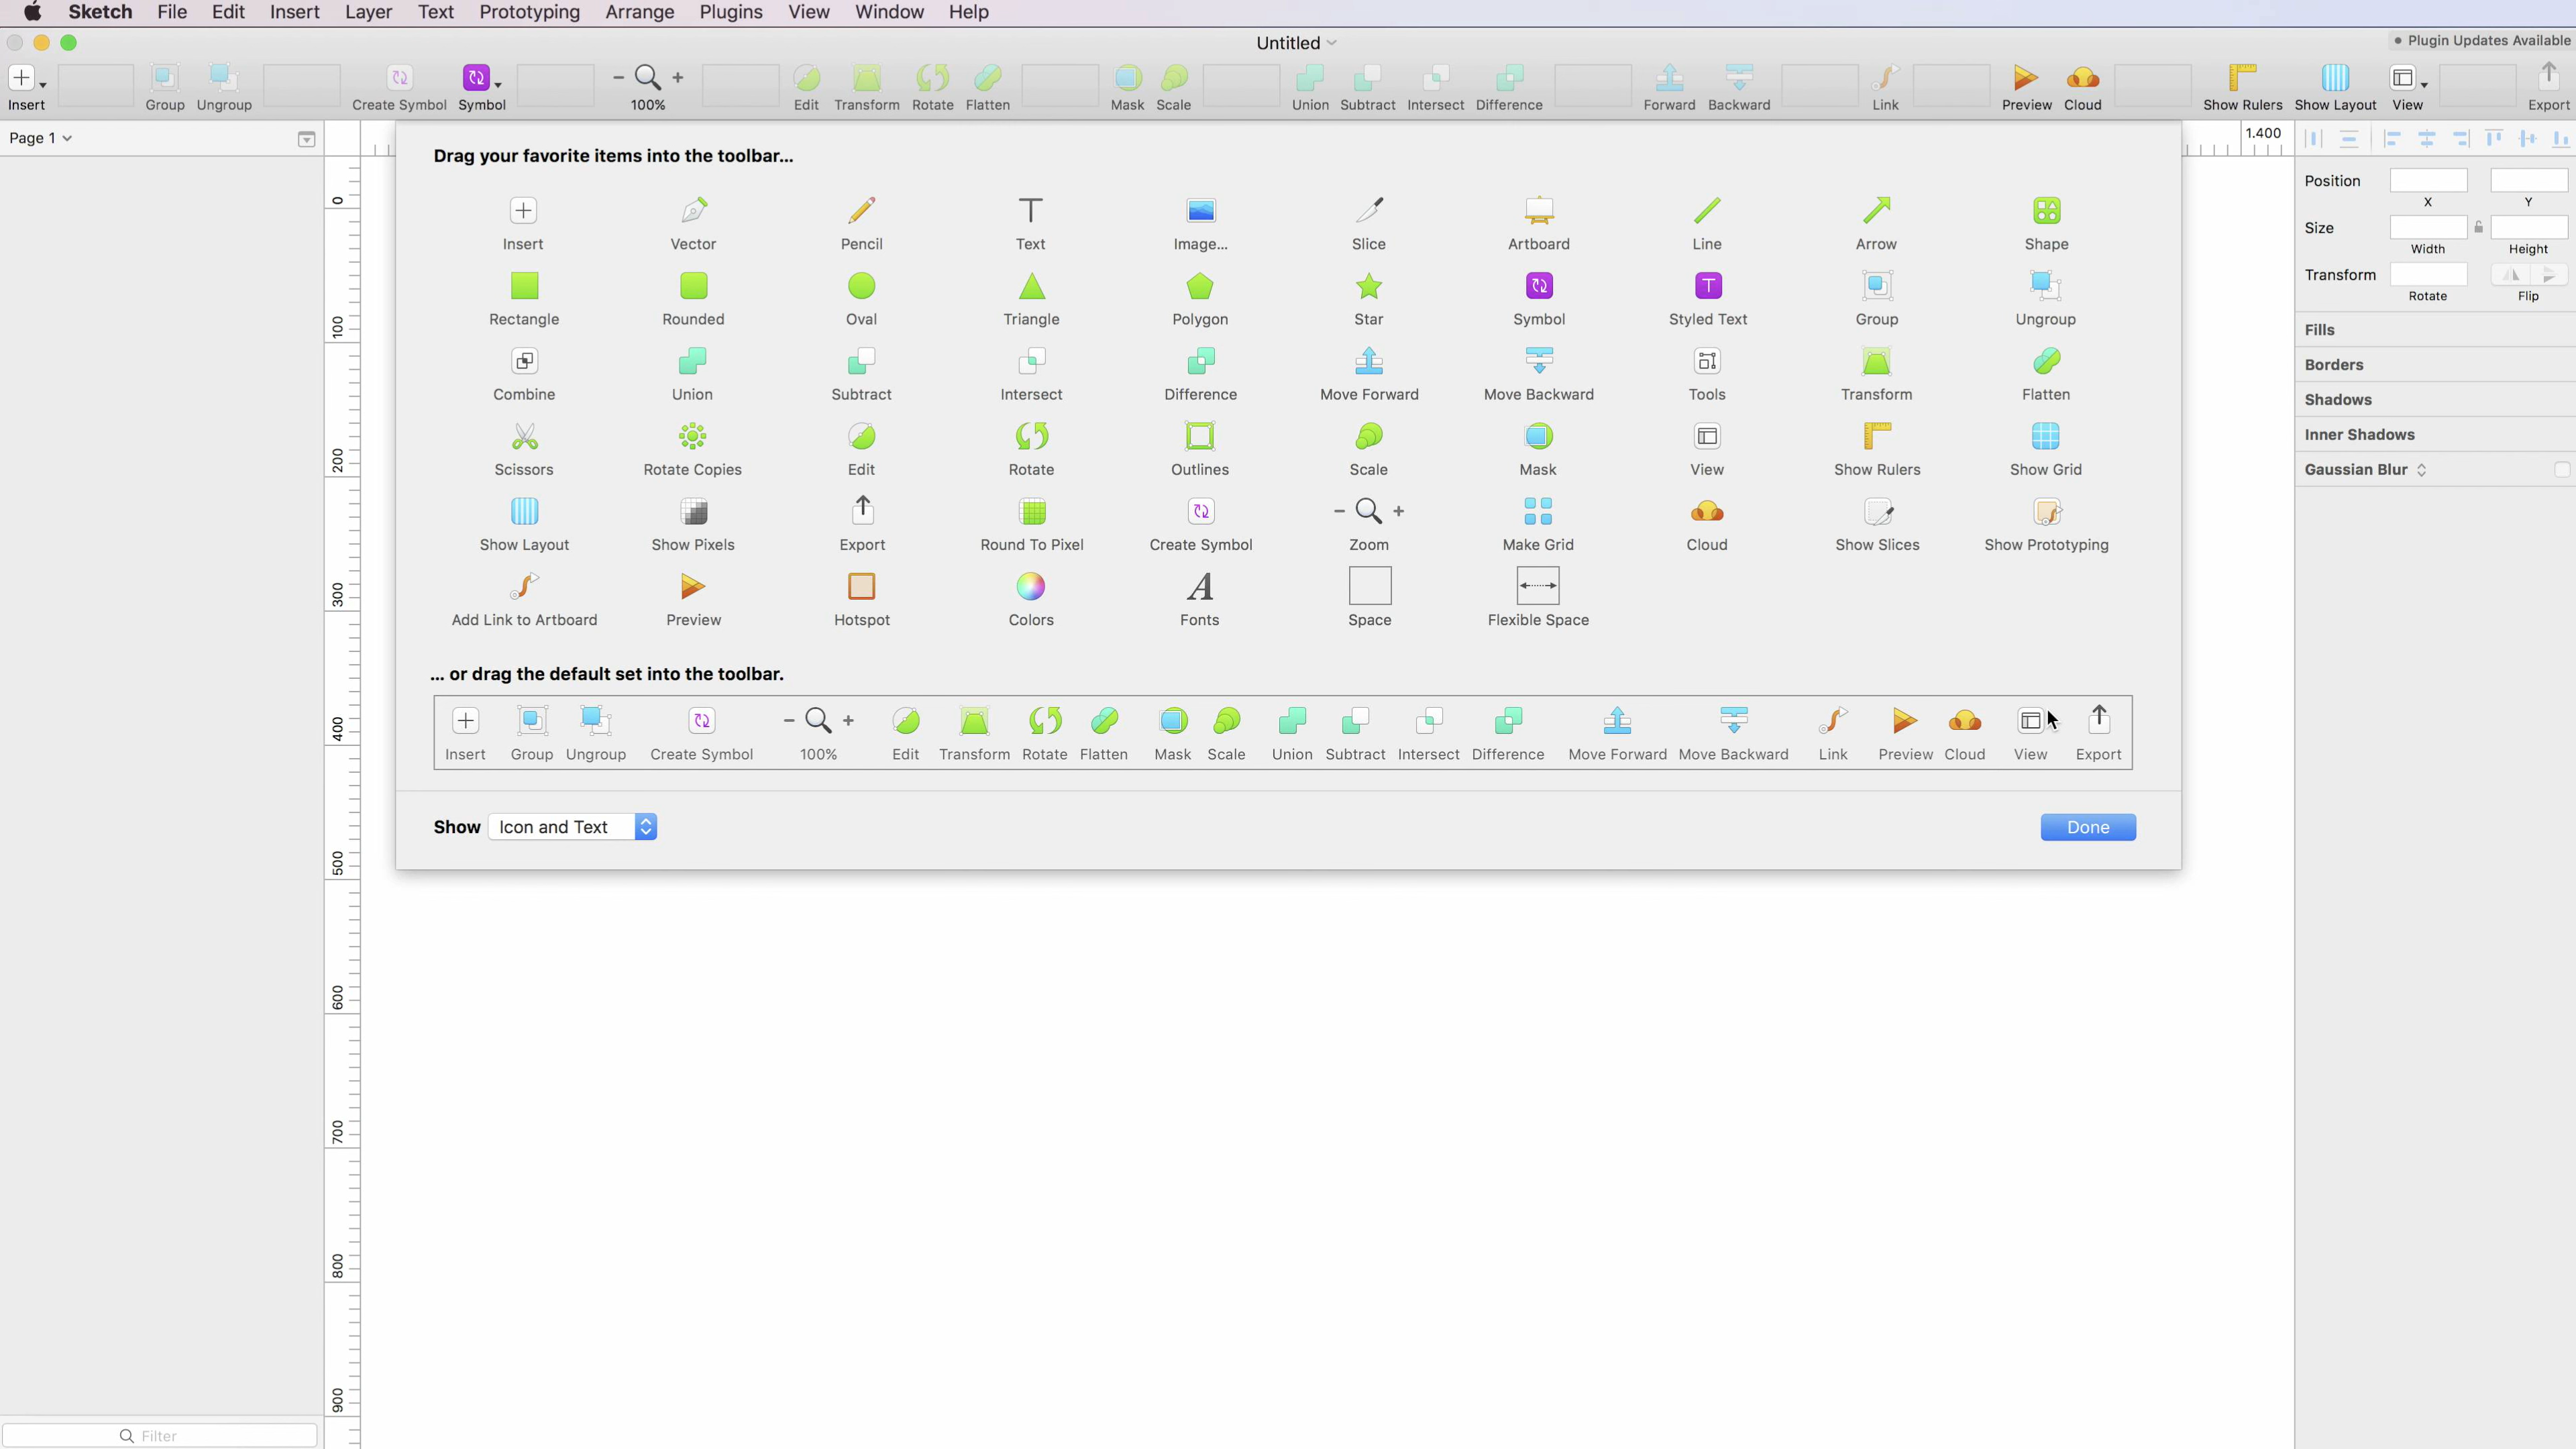 Sketch File Edit Insert Layer Text Prototyping Arrange Plugins View Window Help
Untitled
Plugin Updates Available
Insert Group Ungroup Create Symbol Symbol 100% Edit Transform Rotate Flatten Mask Scale Union Subtract Intersect Difference Forward Backward Link Preview Cloud Show Rulers Show Layout View Export
Page 1
1.400
Drag your favorite items into the toolbar...
Insert Vector Pencil Text Image... Slice Artboard Line Arrow Shape
Rectangle Rounded Oval Triangle Polygon Star Symbol Styled Text Group Ungroup
Combine Union Subtract Intersect Difference Move Forward Move Backward Tools Transform Flatten
Scissors Rotate Copies Edit Rotate Outlines Scale Mask View Show Rulers Show Grid
Show Layout Show Pixels Export Round To Pixel Create Symbol Zoom Make Grid Cloud Show Slices Show Prototyping
Add Link to Artboard Preview Hotspot Colors Fonts Space Flexible Space
... or drag the default set into the toolbar.
Insert Group Ungroup Create Symbol 100% Edit Transform Rotate Flatten Mask Scale Union Subtract Intersect Difference Move Forward Move Backward Link Preview Cloud View Export
Show Icon and Text
Done
0
100
200
300
400
500
600
700
800
900
Position
X Y
Size
Width Height
Transform
Rotate Flip
Fills
Borders
Shadows
Inner Shadows
Gaussian Blur
Filter